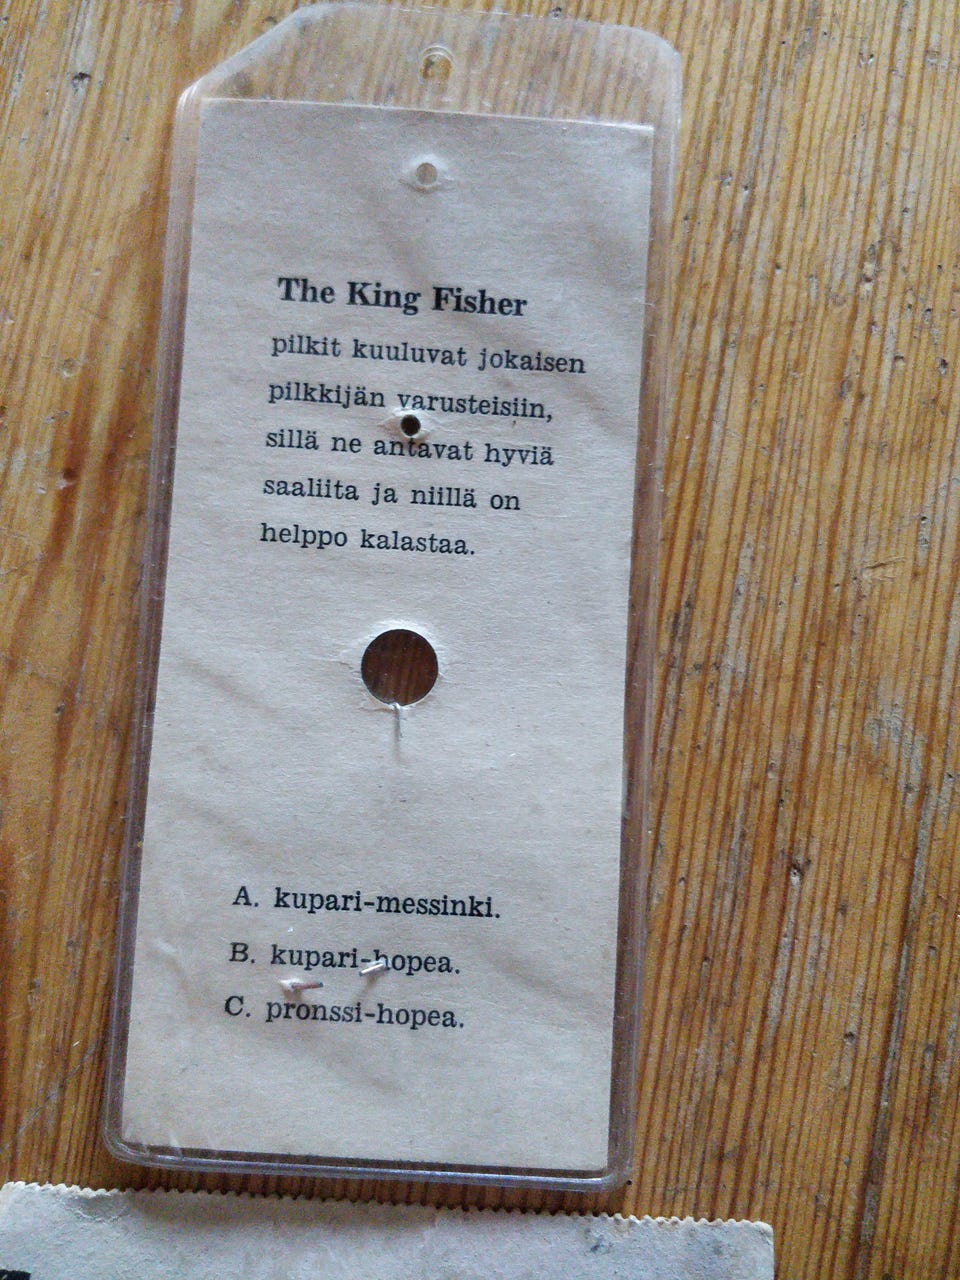 The King Fisher
pilkit kuuluvat jokaisen
pilkkijän varusteisiin,
sillä ne antavat hyviä
saaliita ja niillä on
helppo kalastaa.
A. kupari-messinki.
B. kupari-hopea.
C. pronssi-hopea.